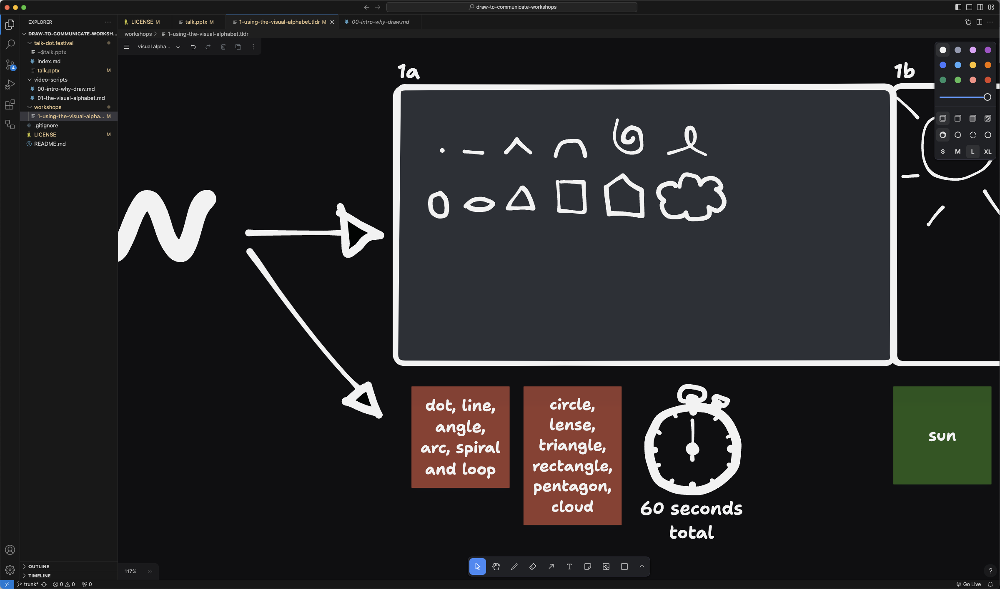 draw-to-communicate-workshops
EXPLORER
LICENSE M
talk.pptx M
1-using-the-visual-alphabet.tldr M
00-intro-why-draw.md
DRAW-TO-COMMUNICATE-WORKSH...
workshops > 1-using-the-visual-alphabet.tldr
talk-dot.festival
~$talk.pptx
index.md
talk.pptx M
video-scripts
00-intro-why-draw.md
01-the-visual-alphabet.md
workshops
1-using-the-visual-alpha... M
.gitignore
LICENSE M
README.md
visual alpha...
4
1a
1b
S M L XL
dot, line,
angle,
arc, spiral
and loop
circle,
lense,
triangle,
rectangle,
pentagon,
cloud
60 seconds
total
sun
OUTLINE
TIMELINE
117%
T
?
trunk* 0 0 0
Go Live